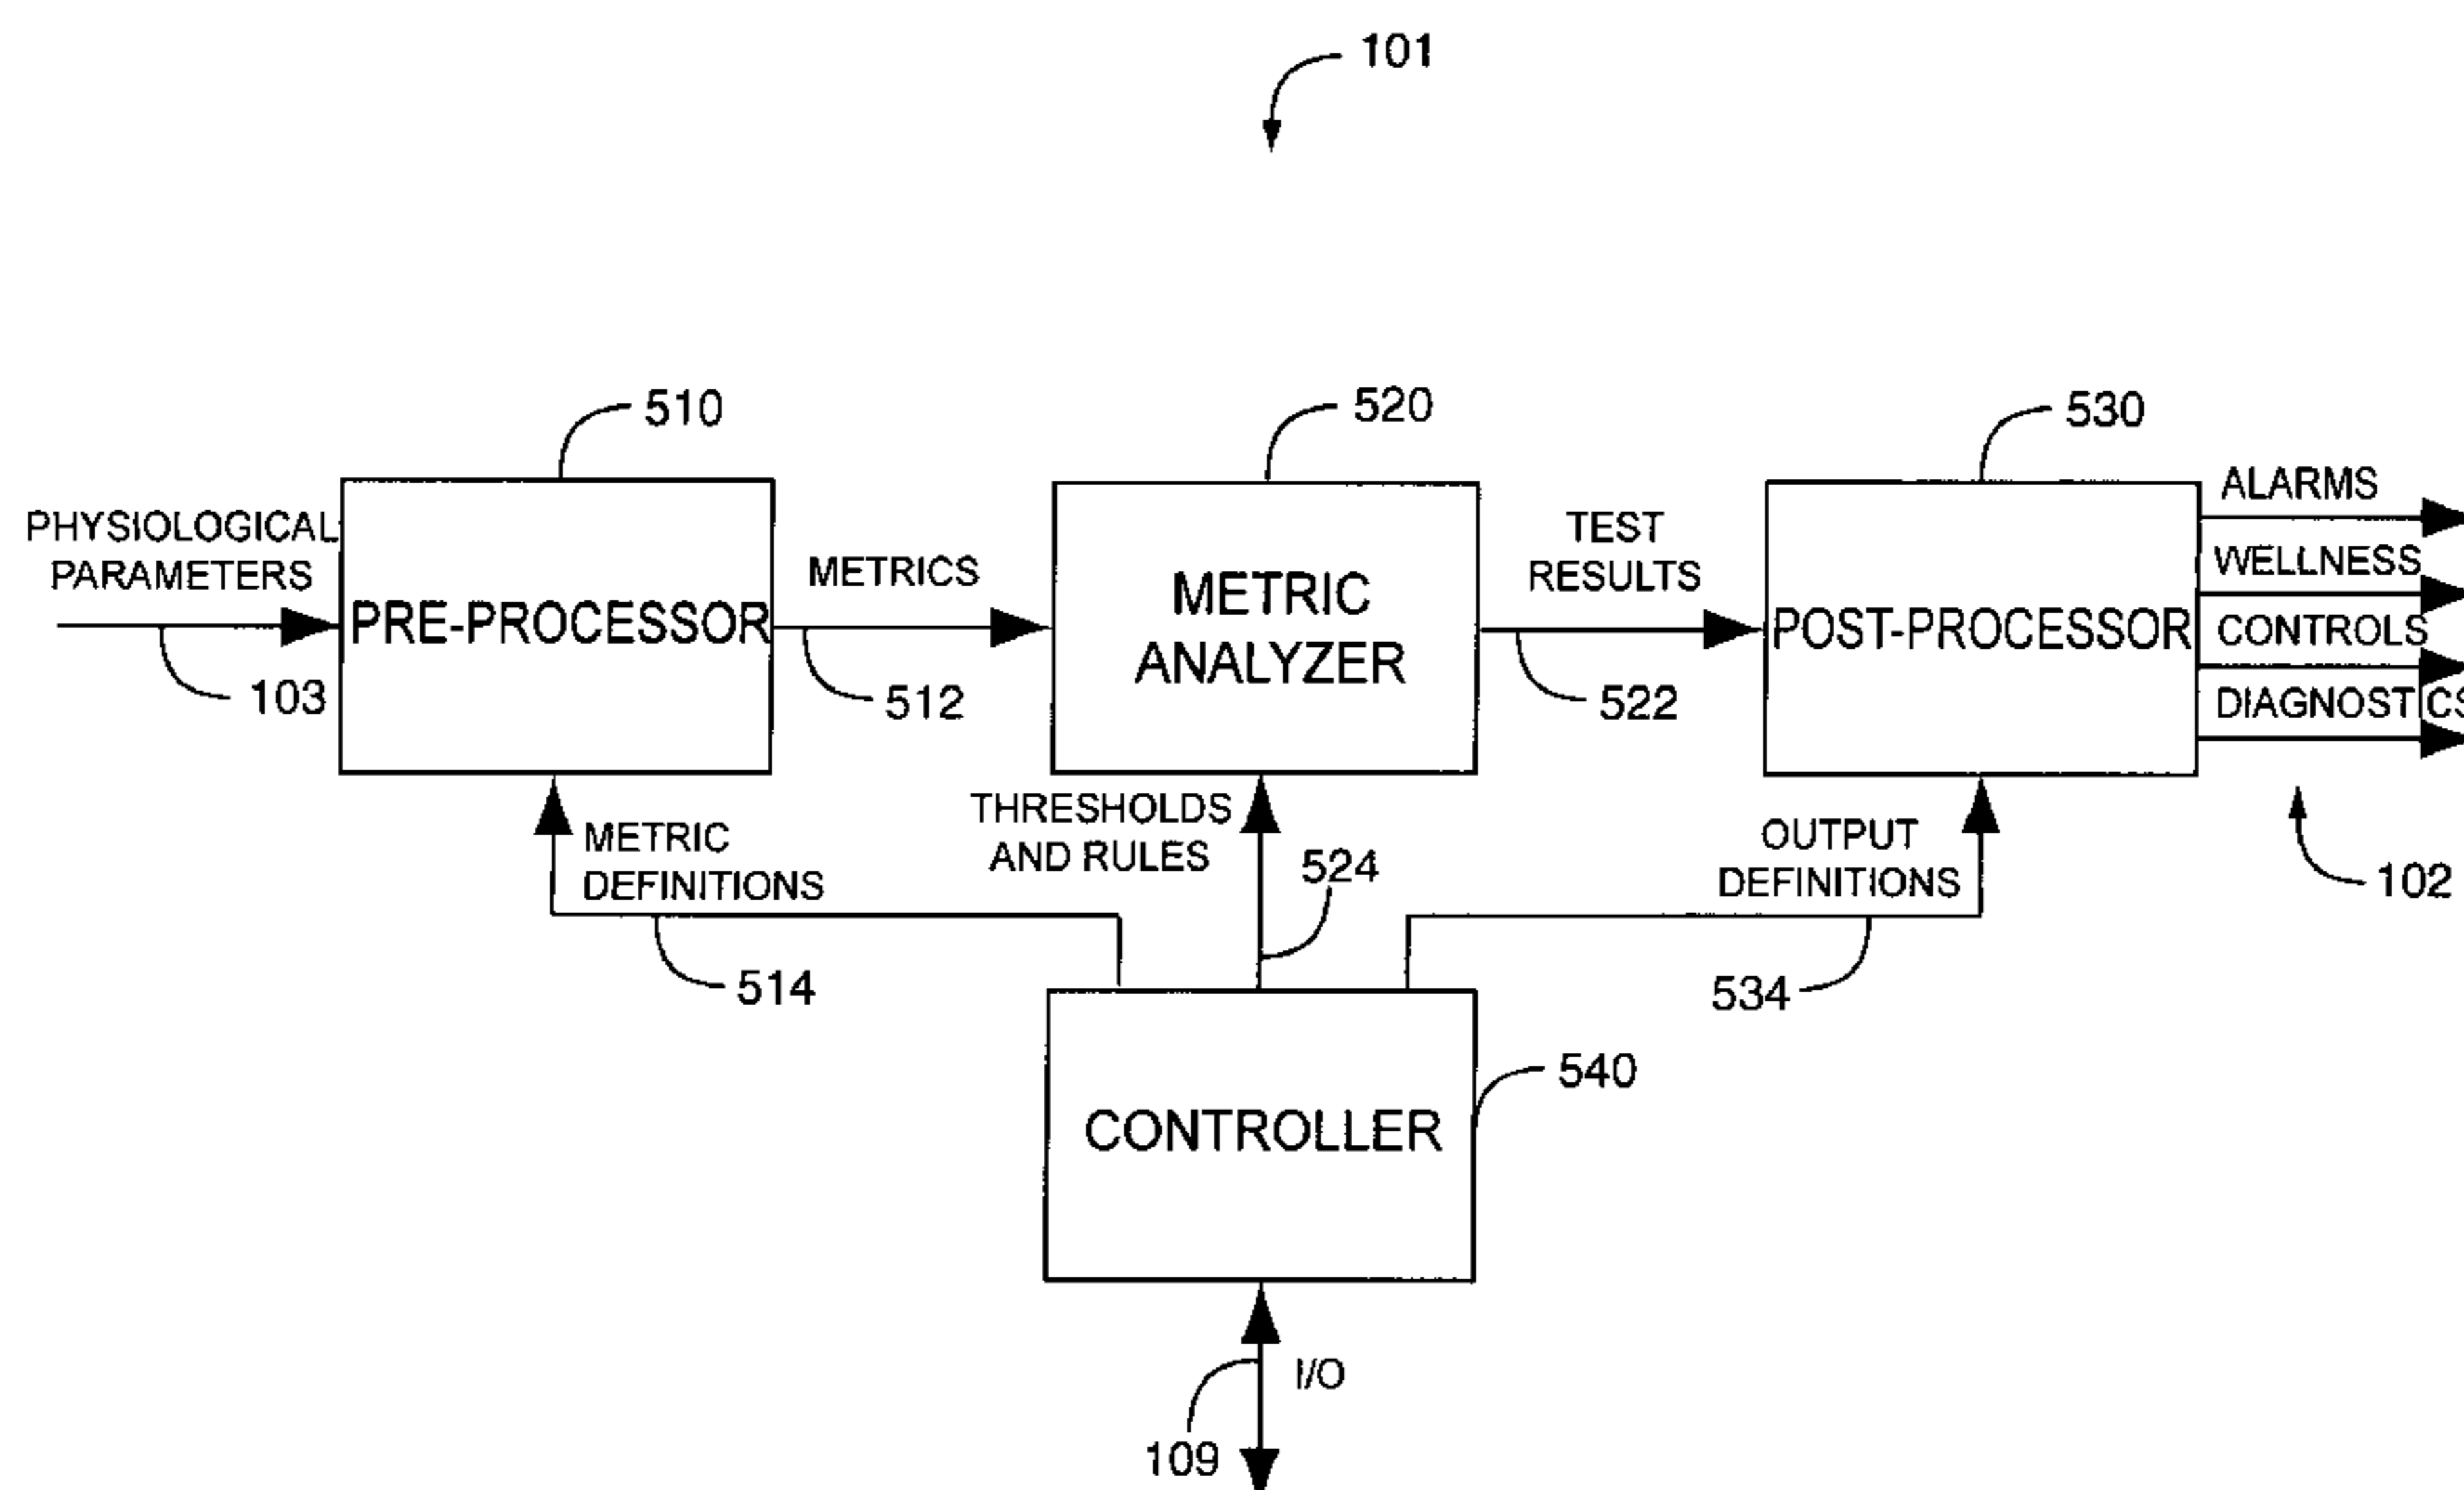 101
510
520
530
PHYSIOLOGICAL
PARAMETERS
103
PRE-PROCESSOR
METRICS
512
METRIC
ANALYZER
TEST
RESULTS
522
POST-PROCESSOR
ALARMS
WELLNESS
CONTROLS
DIAGNOSTICS
102
METRIC
DEFINITIONS
514
THRESHOLDS
AND RULES
524
OUTPUT
DEFINITIONS
534
CONTROLLER
540
I/O
109